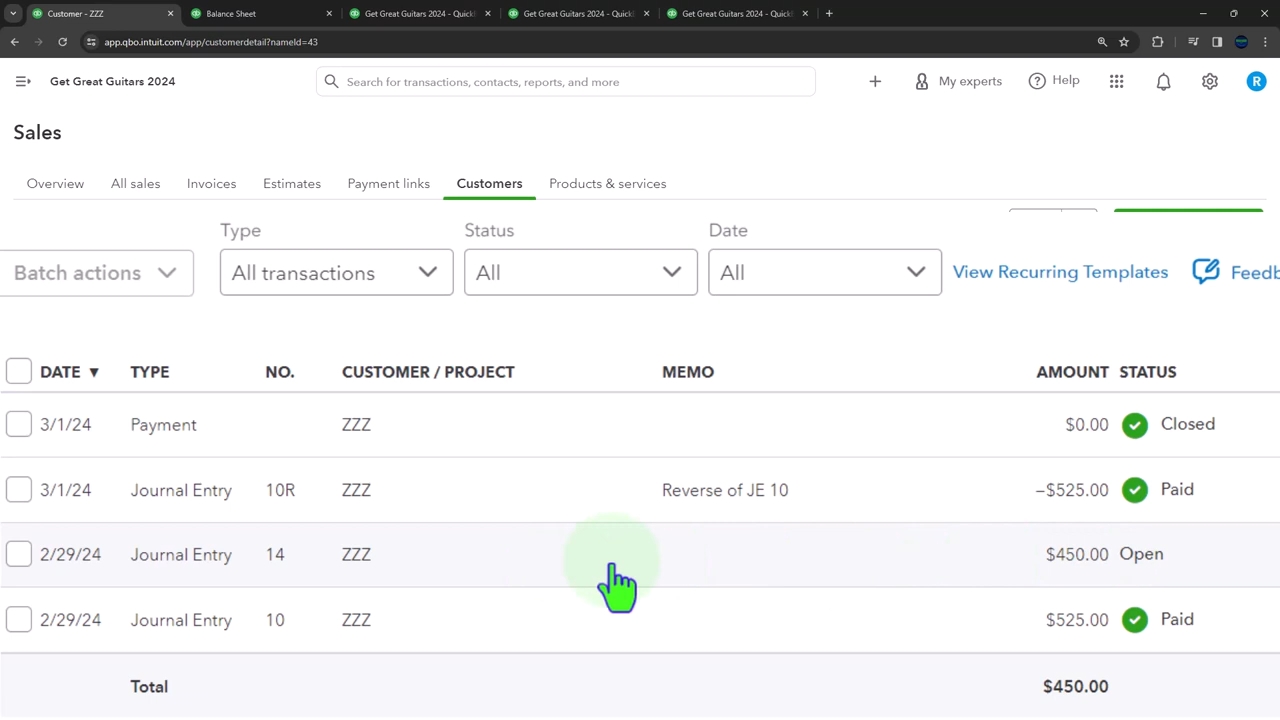 Customer - ZZZ
Balance Sheet
Get Great Guitars 2024 - QuickB
Get Great Guitars 2024 - QuickB
Get Great Guitars 2024 - QuickB
app.qbo.intuit.com/app/customerdetail?nameId=43
Get Great Guitars 2024
Search for transactions, contacts, reports, and more
My experts
Help
R
Sales
Overview All sales Invoices Estimates Payment links Customers Products & services
Type Status Date
Batch actions All transactions All All View Recurring Templates Feedb
DATE ▼ TYPE NO. CUSTOMER / PROJECT MEMO AMOUNT STATUS
3/1/24 Payment ZZZ $0.00 Closed
3/1/24 Journal Entry 10R ZZZ Reverse of JE 10 –$525.00 Paid
2/29/24 Journal Entry 14 ZZZ $450.00 Open
2/29/24 Journal Entry 10 ZZZ $525.00 Paid
Total $450.00